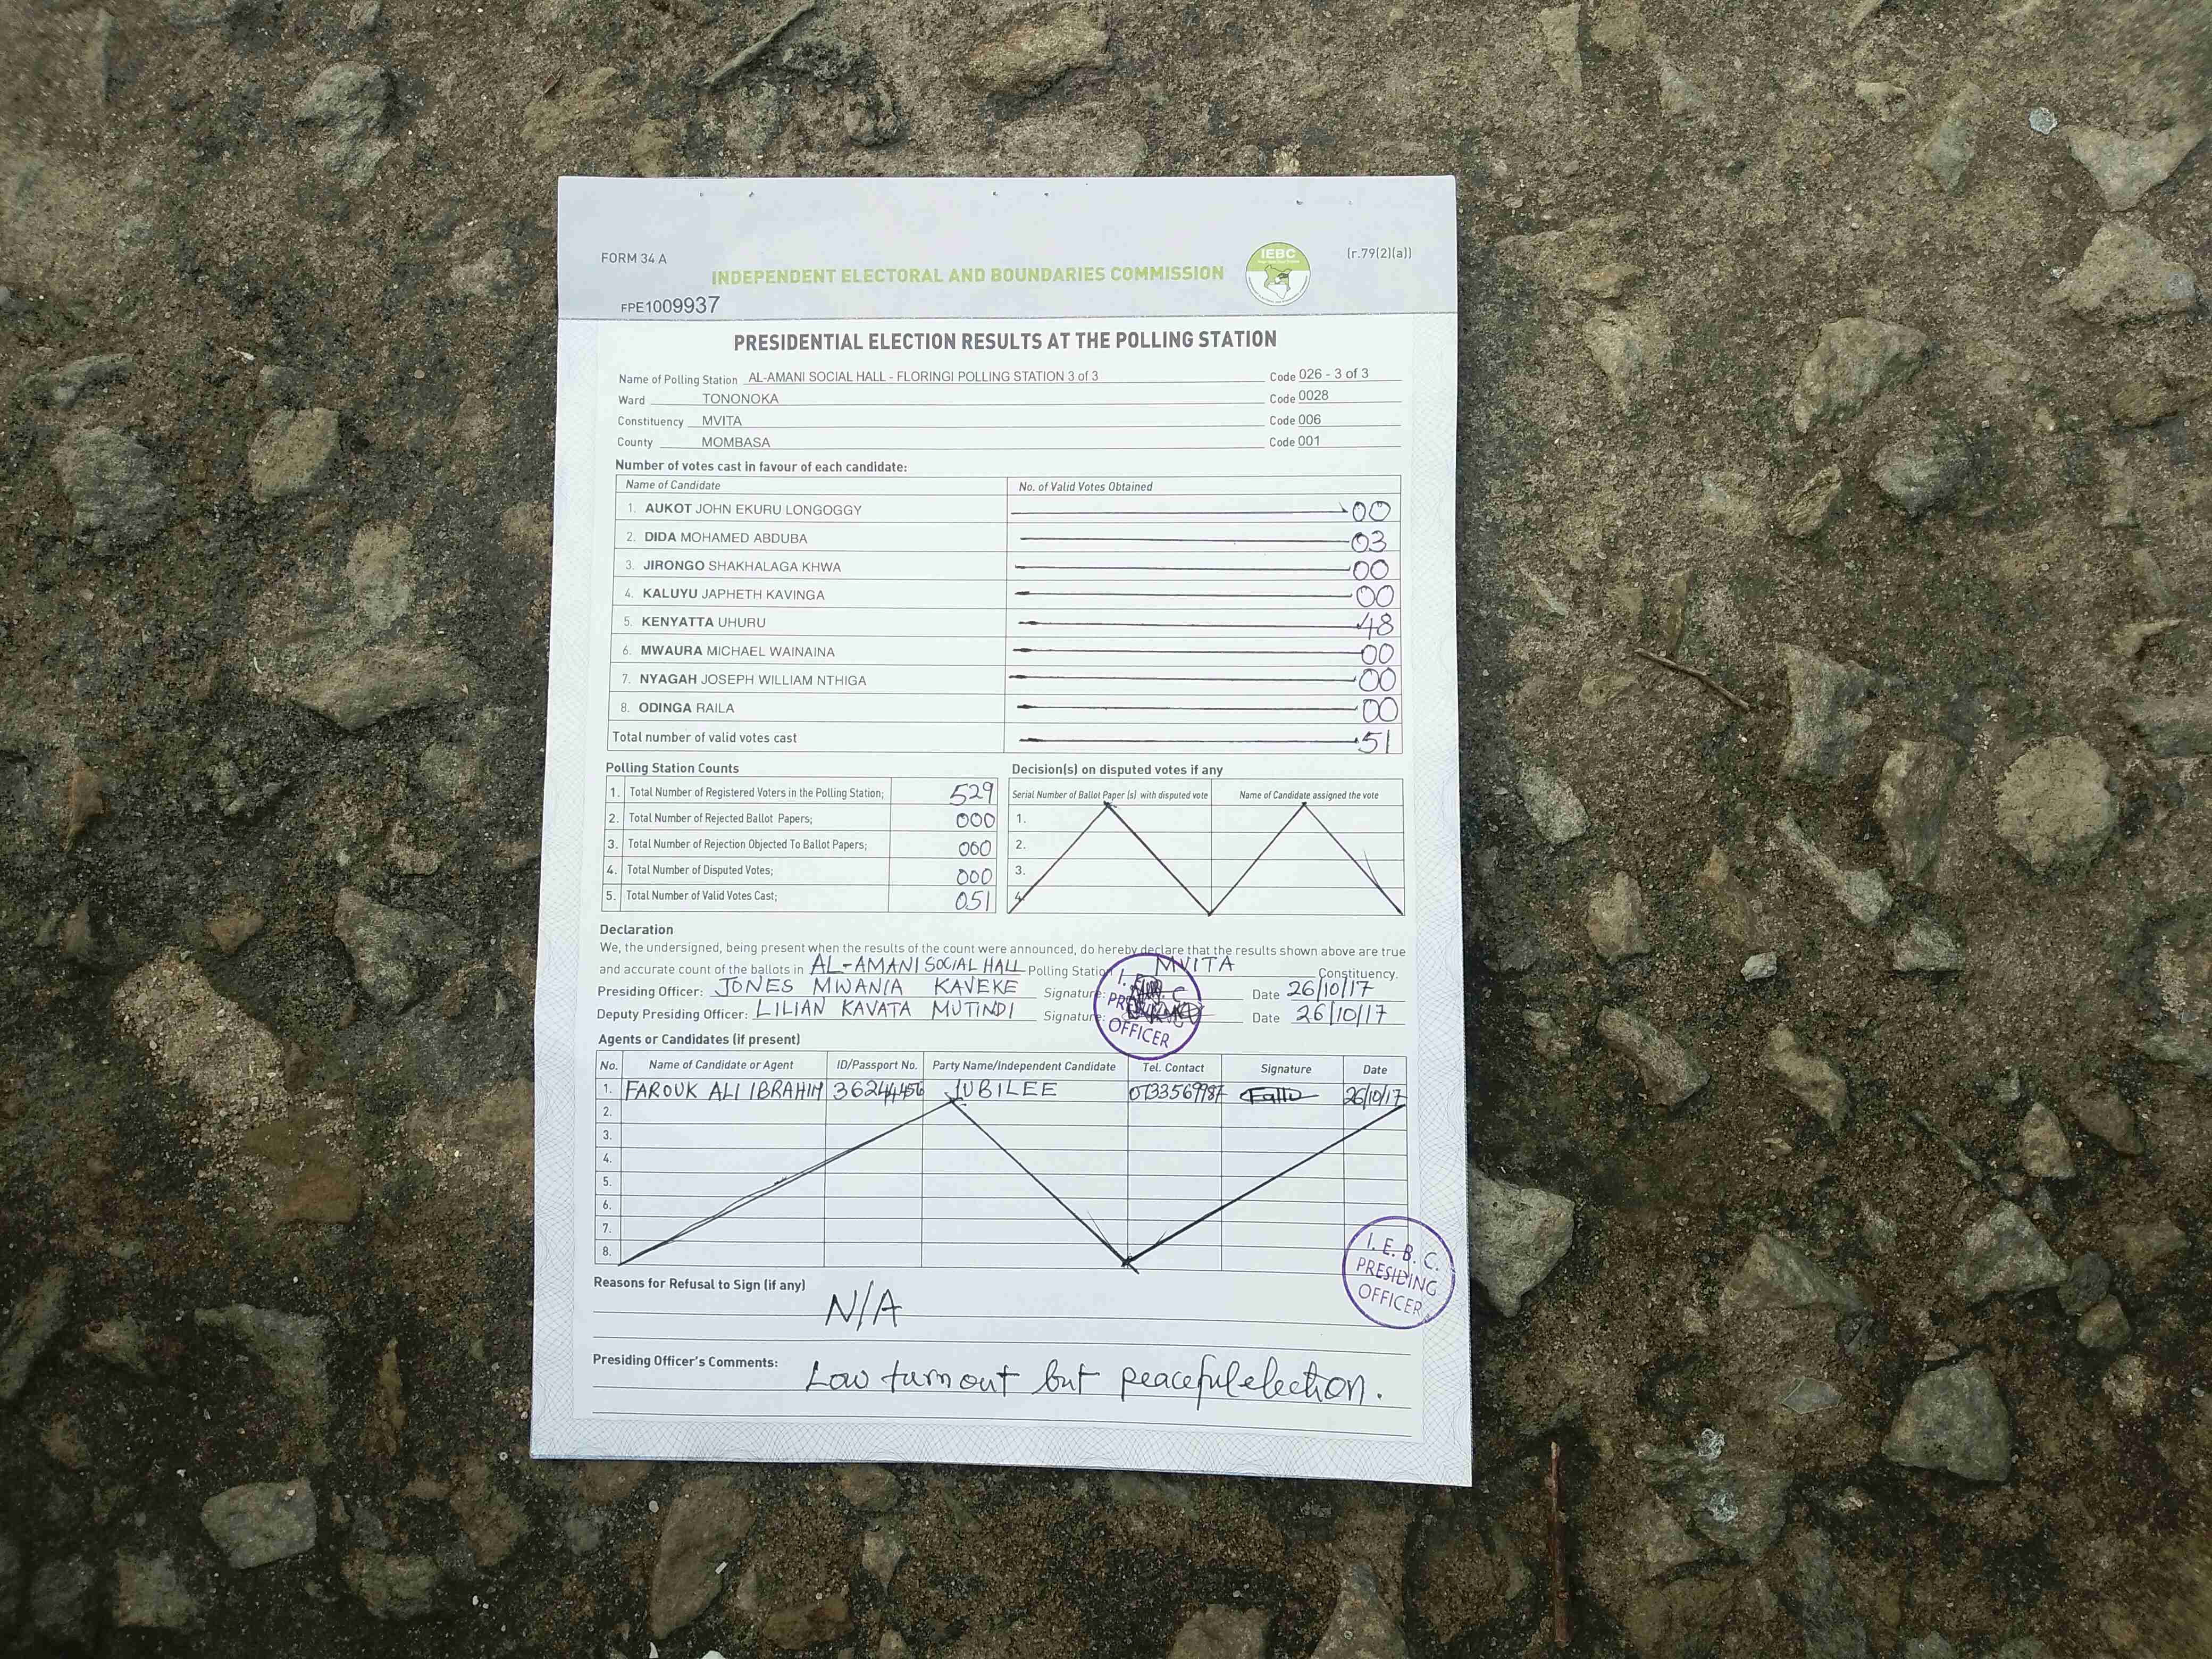 FORM 34 A
(r.79(2)(a))
IEBC
INDEPENDENT ELECTORAL AND BOUNDARIES COMMISSION
FPE1009937
PRESIDENTIAL ELECTION RESULTS AT THE POLLING STATION
Name of Polling Station AL-AMANI SOCIAL HALL - FLORINGI POLLING STATION 3 of 3 Code 026 - 3 of 3
Ward TONONOKA Code 0028
Constituency MVITA Code 006
County MOMBASA Code 001
Number of votes cast in favour of each candidate:
Name of Candidate No. of Valid Votes Obtained
1. AUKOT JOHN EKURU LONGOGGY 00
2. DIDA MOHAMED ABDUBA 03
3. JIRONGO SHAKHALAGA KHWA 00
4. KALUYU JAPHETH KAVINGA 00
5. KENYATTA UHURU 48
6. MWAURA MICHAEL WAINAINA 00
7. NYAGAH JOSEPH WILLIAM NTHIGA 00
8. ODINGA RAILA 00
Total number of valid votes cast 51
Polling Station Counts
1. Total Number of Registered Voters in the Polling Station; 529
2. Total Number of Rejected Ballot Papers; 000
3. Total Number of Rejection Objected To Ballot Papers; 000
4. Total Number of Disputed Votes; 000
5. Total Number of Valid Votes Cast; 051
Decision(s) on disputed votes if any
Serial Number of Ballot Paper (s) with disputed vote Name of Candidate assigned the vote
1.
2.
3.
4.
Declaration
We, the undersigned, being present when the results of the count were announced, do hereby declare that the results shown above are true
and accurate count of the ballots in AL-AMANI SOCIAL HALL Polling Station MVITA Constituency.
Presiding Officer: JONES MWANIA KAVEKE Signature: Date 26/10/17
Deputy Presiding Officer: LILIAN KAVATA MUTINDI Signature: Date 26/10/17
OFFICER
Agents or Candidates (if present)
No. Name of Candidate or Agent ID/Passport No. Party Name/Independent Candidate Tel. Contact Signature Date
1. FAROUK ALI IBRAHIM JUBILEE 0733569987 26/10/17
2.
3.
4.
5.
6.
7.
8.
I. E. B. C.
PRESIDING
OFFICER
Reasons for Refusal to Sign (if any)
N/A
Presiding Officer's Comments: Low turn out but peaceful election.